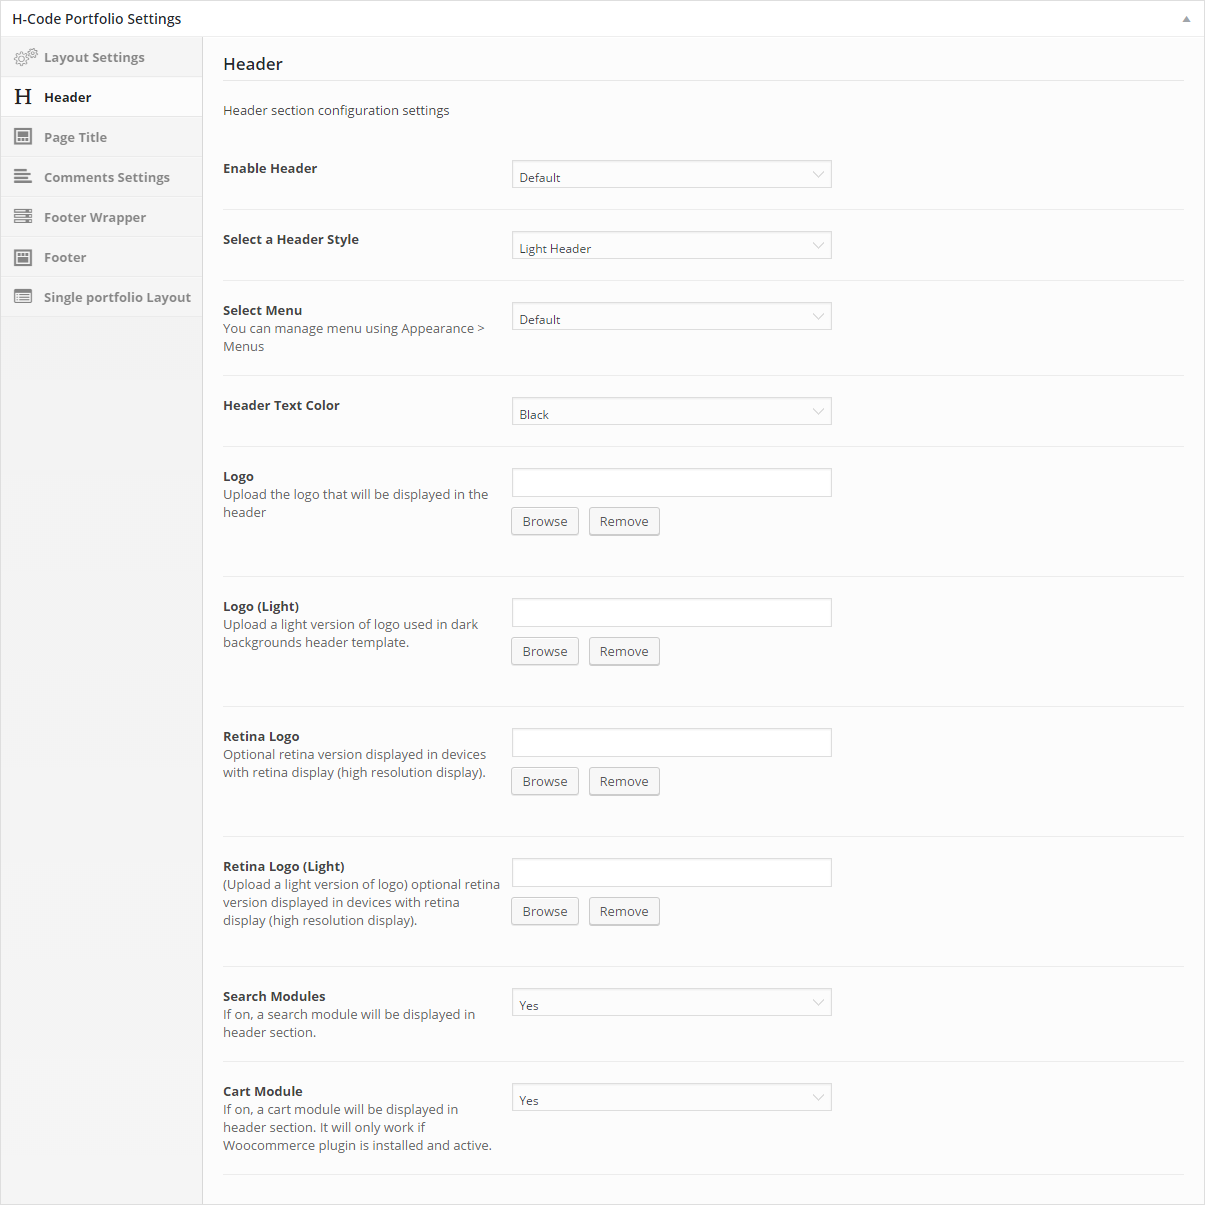 H-Code Portfolio Settings
Layout Settings
H Header
Page Title
Comments Settings
Footer Wrapper
Footer
Single portfolio Layout
Header
Header section configuration settings
Enable Header
Default
Select a Header Style
Light Header
Select Menu
You can manage menu using Appearance >
Menus
Default
Header Text Color
Black
Logo
Upload the logo that will be displayed in the
header
Browse Remove
Logo (Light)
Upload a light version of logo used in dark
backgrounds header template.
Browse Remove
Retina Logo
Optional retina version displayed in devices
with retina display (high resolution display).
Browse Remove
Retina Logo (Light)
(Upload a light version of logo) optional retina
version displayed in devices with retina
display (high resolution display).
Browse Remove
Search Modules
If on, a search module will be displayed in
header section.
Yes
Cart Module
If on, a cart module will be displayed in
header section. It will only work if
Woocommerce plugin is installed and active.
Yes